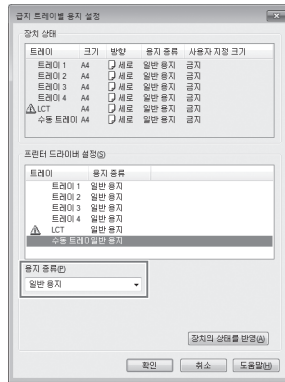 급지 트레이별 용지 설정
장치 상태
트레이 크기 방향 용지 종류 사용자 지정 크기
트레이 1 A4 세로 일반 용지 금지
트레이 2 A4 세로 일반 용지 금지
트레이 3 A4 세로 일반 용지 금지
트레이 4 A4 세로 일반 용지 금지
LCT A4 세로 일반 용지 금지
수동 트레이 A4 세로 일반 용지 금지
프린터 드라이버 설정(S)
트레이 용지 종류
트레이 1 일반 용지
트레이 2 일반 용지
트레이 3 일반 용지
트레이 4 일반 용지
LCT 일반 용지
수동 트레이 일반 용지
용지 종류(P)
일반 용지
장치의 상태를 반영(A)
확인 취소 도움말(H)